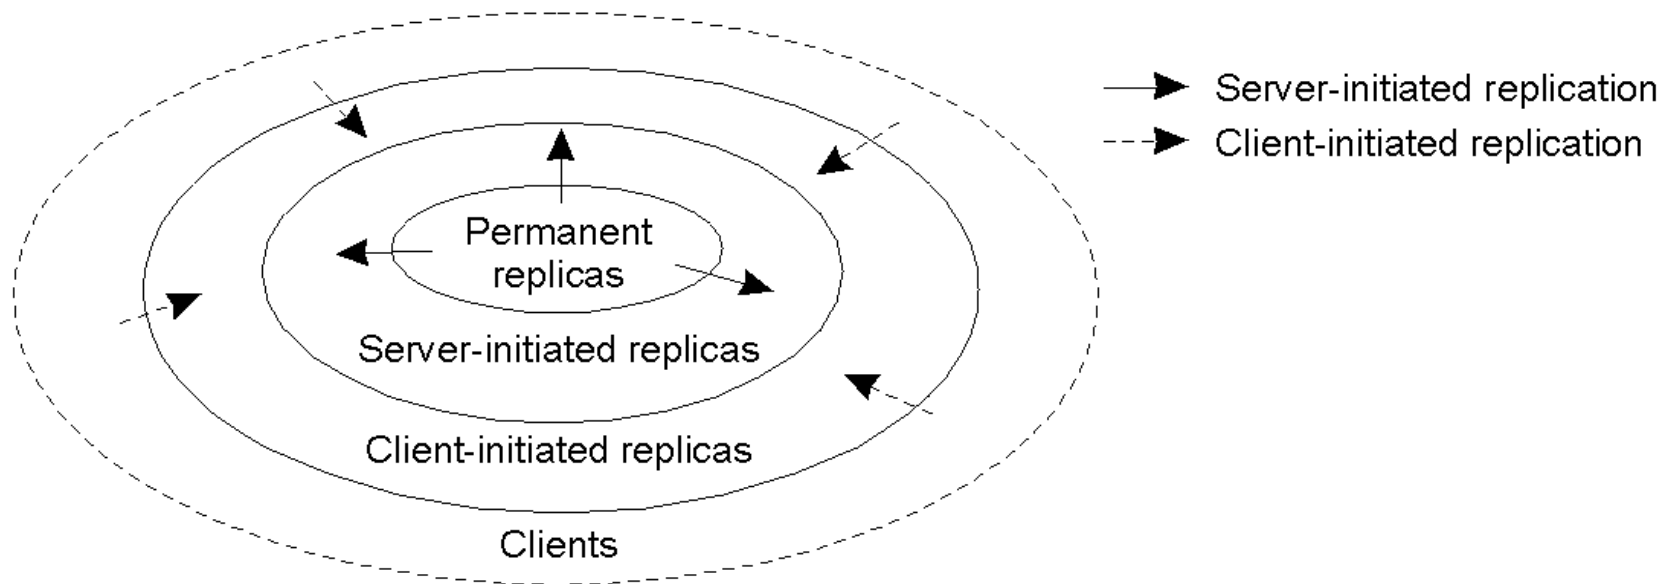 Server-initiated replication
Client-initiated replication
Permanent
replicas
Server-initiated replicas
Client-initiated replicas
Clients